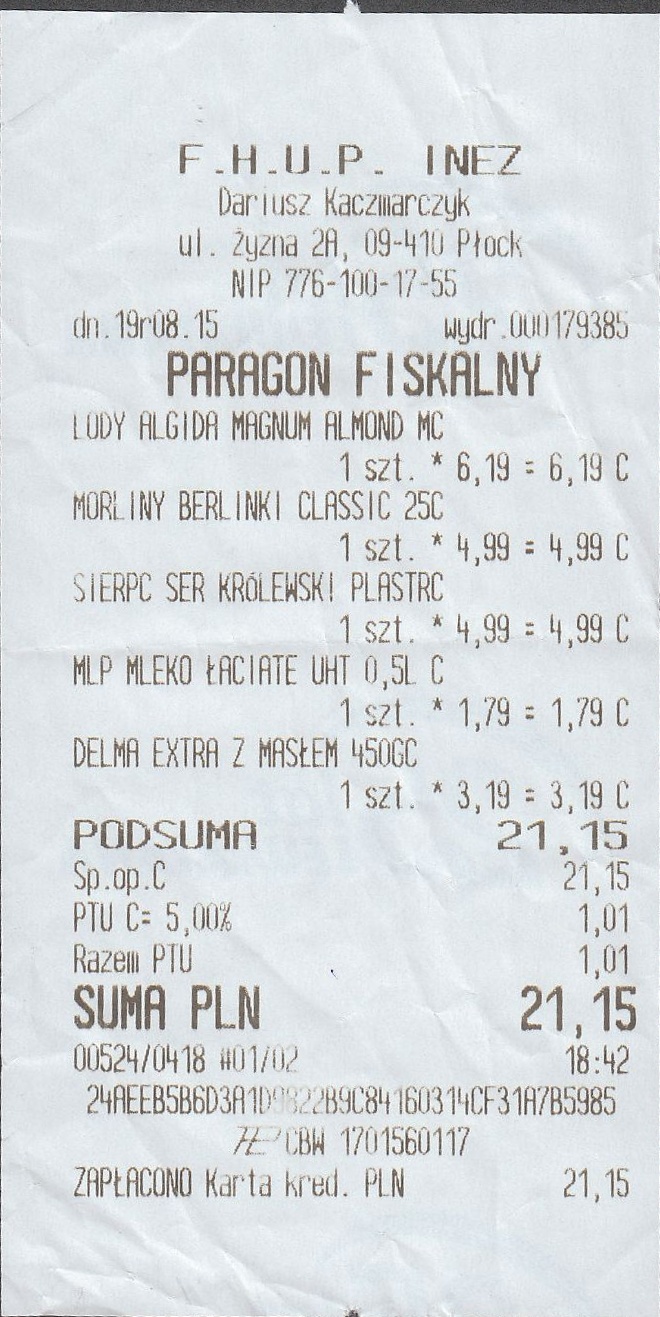 F.H.U.P. INEZ
Dariusz Kaczmarczyk
ul. Żyzna 2A, 09-410 Płock
NIP 776-100-17-55
dn.19r08.15 wydr.000179385
PARAGON FISKALNY
LODY ALGIDA MAGNUM ALMOND MC
1 szt. * 6,19 = 6,19 C
MORLINY BERLINKI CLASSIC 25C
1 szt. * 4,99 = 4,99 C
SIERPC SER KRÓLEWSKI PLASTRC
1 szt. * 4,99 = 4,99 C
MLP MLEKO ŁACIATE UHT 0,5L C
1 szt. * 1,79 = 1,79 C
DELMA EXTRA Z MASŁEM 450GC
1 szt. * 3,19 = 3,19 C
PODSUMA 21,15
Sp.op.C 21,15
PTU C= 5,00% 1,01
Razem PTU 1,01
SUMA PLN 21,15
00524/0418 #01/02 18:42
24AEEB5B6D3A1D9822B9C84160314CF31A7B5985
CBW 1701560117
ZAPŁACONO Karta kred. PLN 21,15